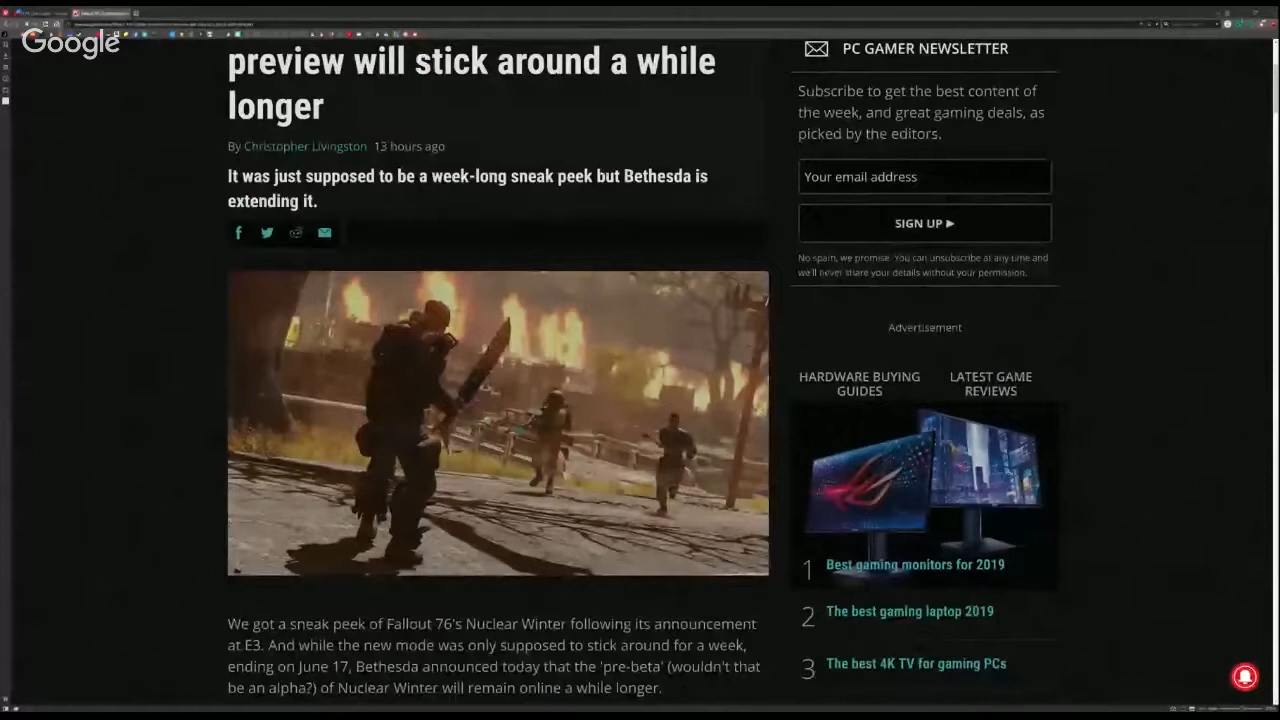 Google
preview will stick around a while
longer
By Christopher Livingston 13 hours ago
It was just supposed to be a week-long sneak peek but Bethesda is
extending it.
We got a sneak peek of Fallout 76's Nuclear Winter following its announcement
at E3. And while the new mode was only supposed to stick around for a week,
ending on June 17, Bethesda announced today that the 'pre-beta' (wouldn't that
be an alpha?) of Nuclear Winter will remain online a while longer.
PC GAMER NEWSLETTER
Subscribe to get the best content of
the week, and great gaming deals, as
picked by the editors.
Your email address
SIGN UP ▶
No spam, we promise. You can unsubscribe at any time and
we'll never share your details without your permission.
Advertisement
HARDWARE BUYING
GUIDES
LATEST GAME
REVIEWS
1 Best gaming monitors for 2019
2 The best gaming laptop 2019
3 The best 4K TV for gaming PCs